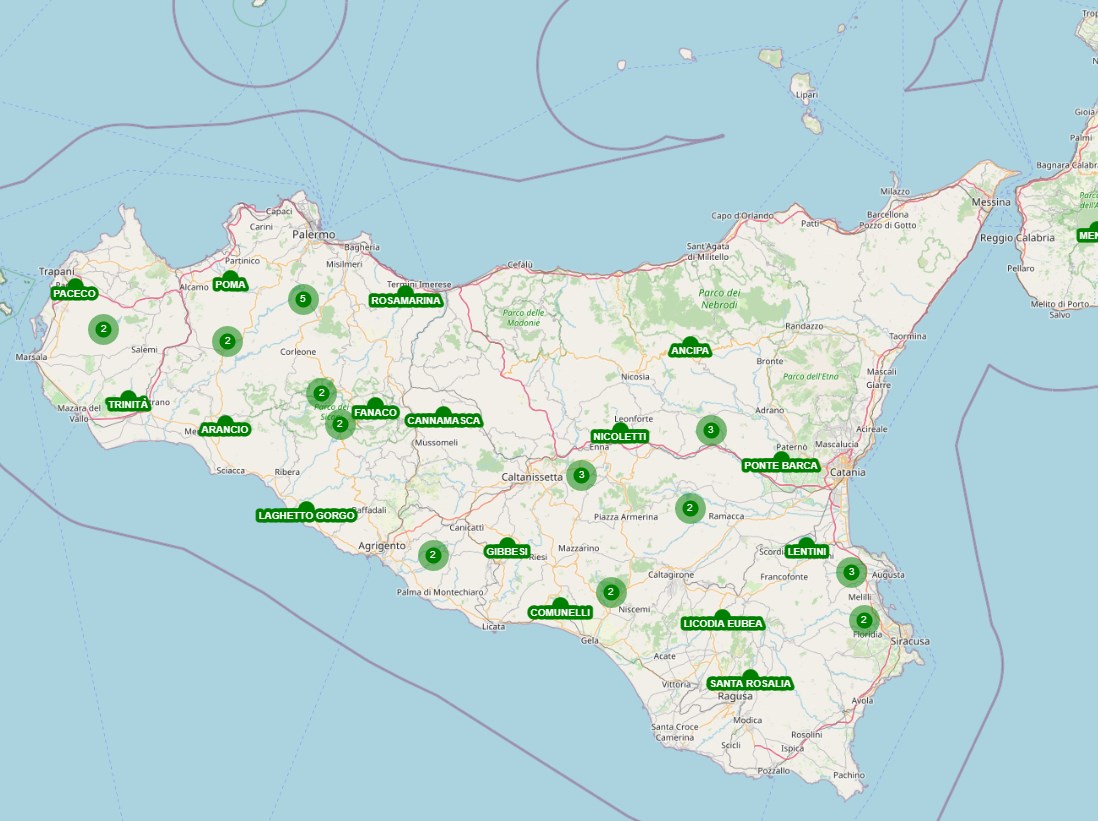 Lipari
Gioia
Palmi
Bagnara Calabra
Milazzo
Messina
Capaci
Carini
Palermo
Bagheria
Capo d'Orlando
Patti
Barcellona
Pozzo di Gotto
Reggio Calabria
MEN
Partinico
Misilmeri
Sant'Agata
di Militello
Cefalù
Pellaro
Trapani
PACECO
Alcamo
POMA
Termini Imerese
ROSAMARINA
5
Parco dei
Nebrodi
Melito di Porto
Salvo
2
2
Parco delle
Madonie
Randazzo
Taormina
Marsala
Salemi
Corleone
ANCIPA
Bronte
Nicosia
Parco dell'Etna
Mascali
Giarre
2
TRINITÀ
Mazara del
Vallo
ARANCIO
2
FANACO
CANNAMASCA
Adrano
Leonforte
NICOLETTI
Enna
3
Acireale
Mussomeli
Paternò
Mascalucia
PONTE BARCA
Catania
Sciacca
Ribera
Caltanissetta
3
2
LAGHETTO GORGO
Piazza Armerina
Ramacca
Canicattì
Agrigento
2
GIBBESI
Riesi
Mazzarino
LENTINI
Caltagirone
Francofonte
3
Augusta
Palma di Montechiaro
2
Melilli
COMUNELLI
Niscemi
Licata
LICODIA EUBEA
2
Floridia
Siracusa
Gela
Acate
Vittoria
SANTA ROSALIA
Ragusa
Avola
Santa Croce
Camerina
Modica
Scicli
Rosolini
Ispica
Pozzallo
Pachino